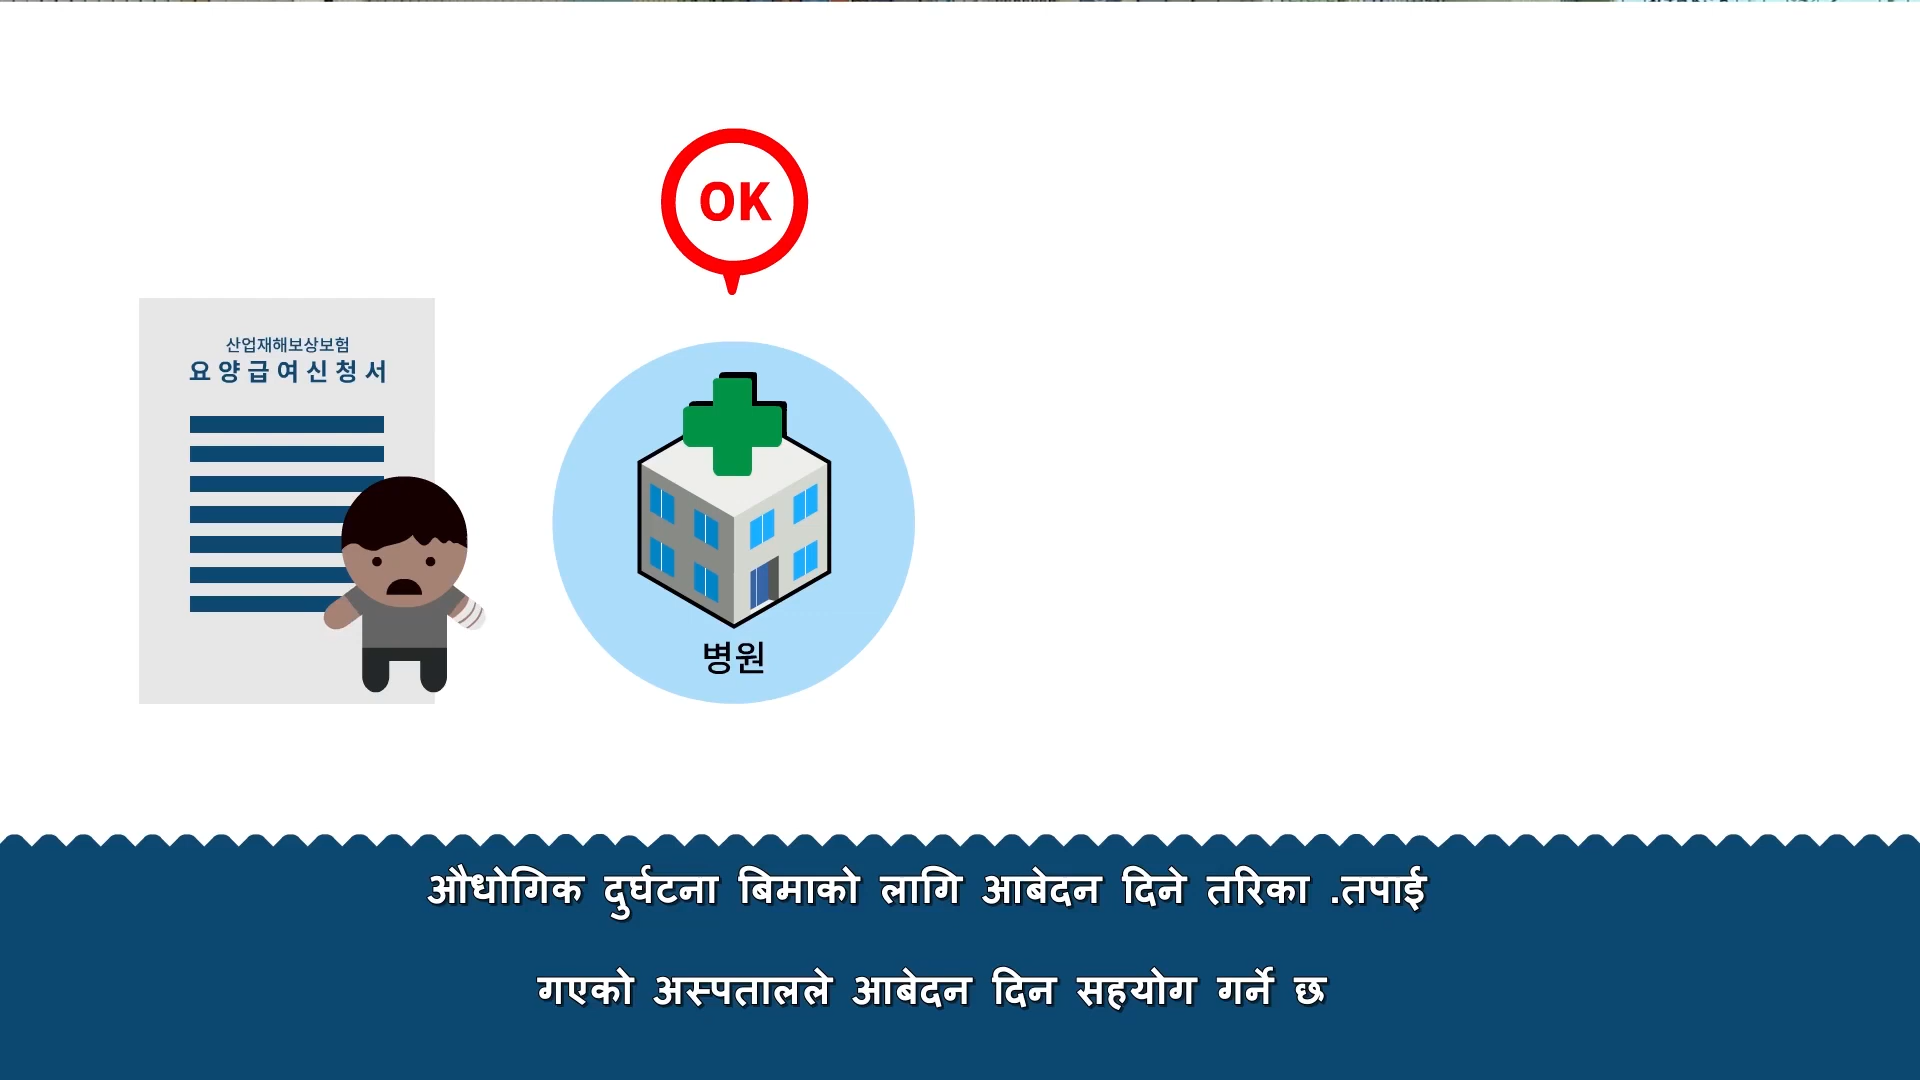 OK
산업재해보상보험
요양급여신청서
병원
औधोगिक दुर्घटना बिमाको लागि आबेदन दिने तरिका .तपाई
गएको अस्पतालले आबेदन दिन सहयोग गर्ने छ